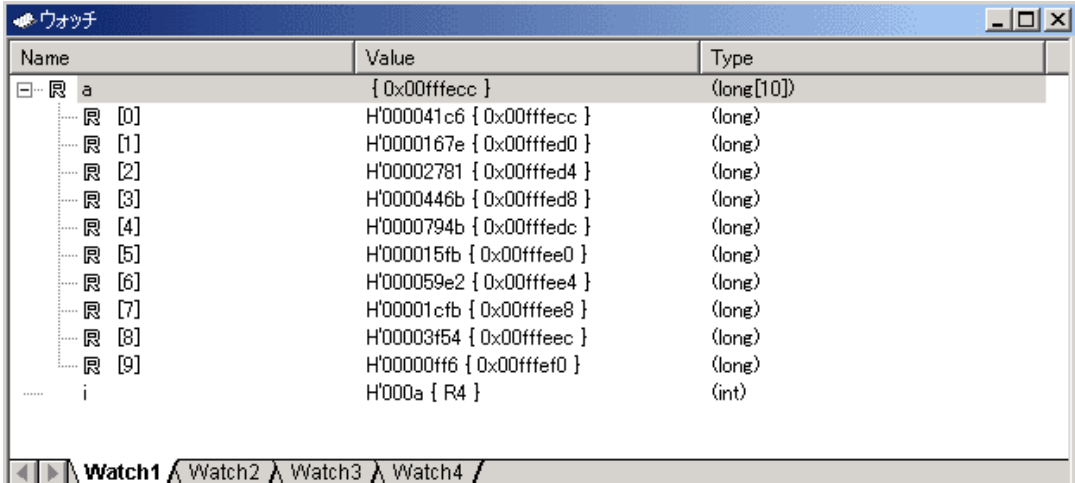 ウォッチ
Name Value Type
R a { 0x00fffecc } (long[10])
R [0] H'000041c6 { 0x00fffecc } (long)
R [1] H'0000167e { 0x00fffed0 } (long)
R [2] H'00002781 { 0x00fffed4 } (long)
R [3] H'0000446b { 0x00fffed8 } (long)
R [4] H'0000794b { 0x00fffedc } (long)
R [5] H'000015fb { 0x00fffee0 } (long)
R [6] H'000059e2 { 0x00fffee4 } (long)
R [7] H'00001cfb { 0x00fffee8 } (long)
R [8] H'00003f54 { 0x00fffeec } (long)
R [9] H'00000ff6 { 0x00fffef0 } (long)
i H'000a { R4 } (int)
Watch1 Watch2 Watch3 Watch4